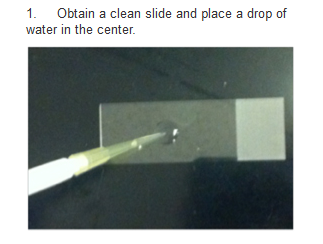 1. Obtain a clean slide and place a drop of
water in the center.